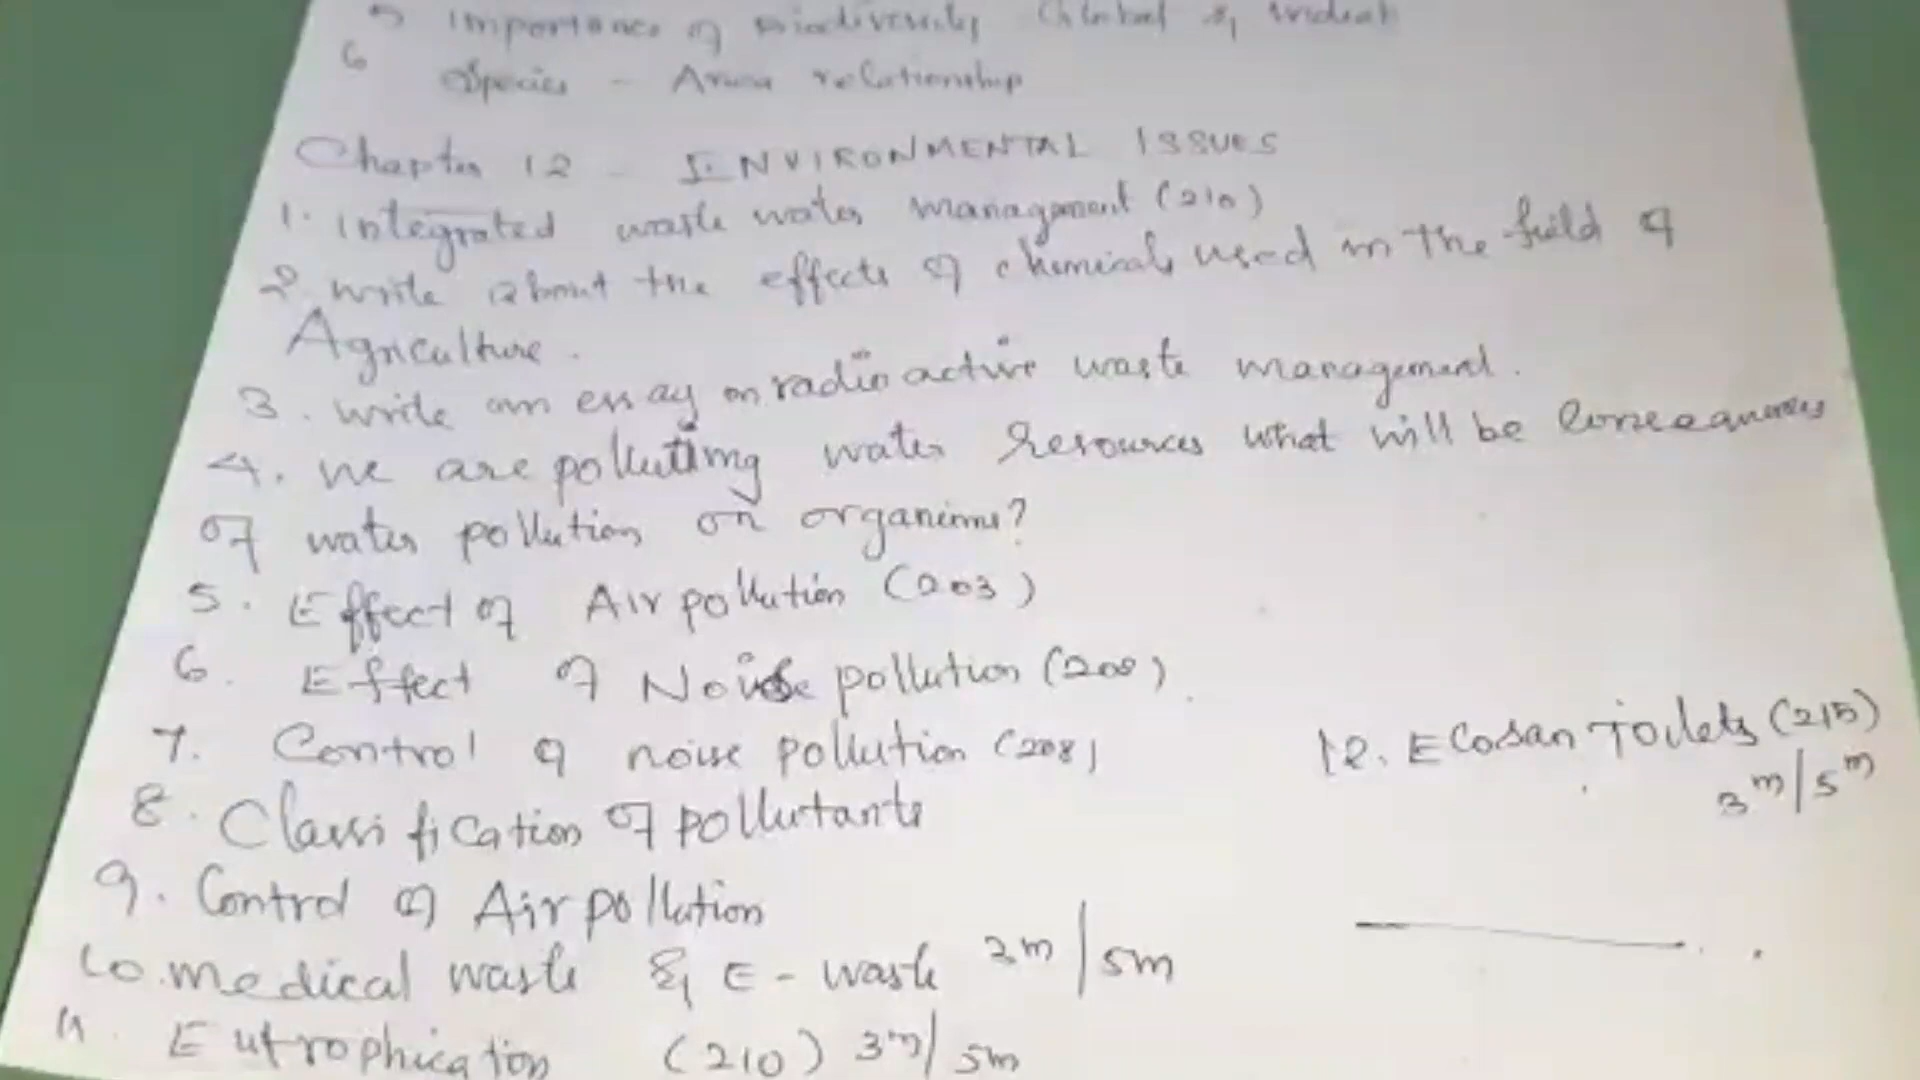 5 Importance of Biodiversity Global &
6 Species - Area relationship
Chapter 12 - ENVIRONMENTAL ISSUES
1. Integrated waste water management (210)
2. write about the effects of chemicals used in the field of
Agriculture.
3. write an essay on radio active waste management.
4. we are polluting water resources what will be
of water pollution on organisms?
5. Effect of Air pollution (203)
6. Effect of Noise pollution (208)
7. Control of noise pollution (208)
8. Classification of pollutants
9. Control of Air pollution
10. medical waste & E-waste 3m/5m
11. Eutrophication (210) 3m/5m
12. Ecosan Toilets (215)
3m/5m